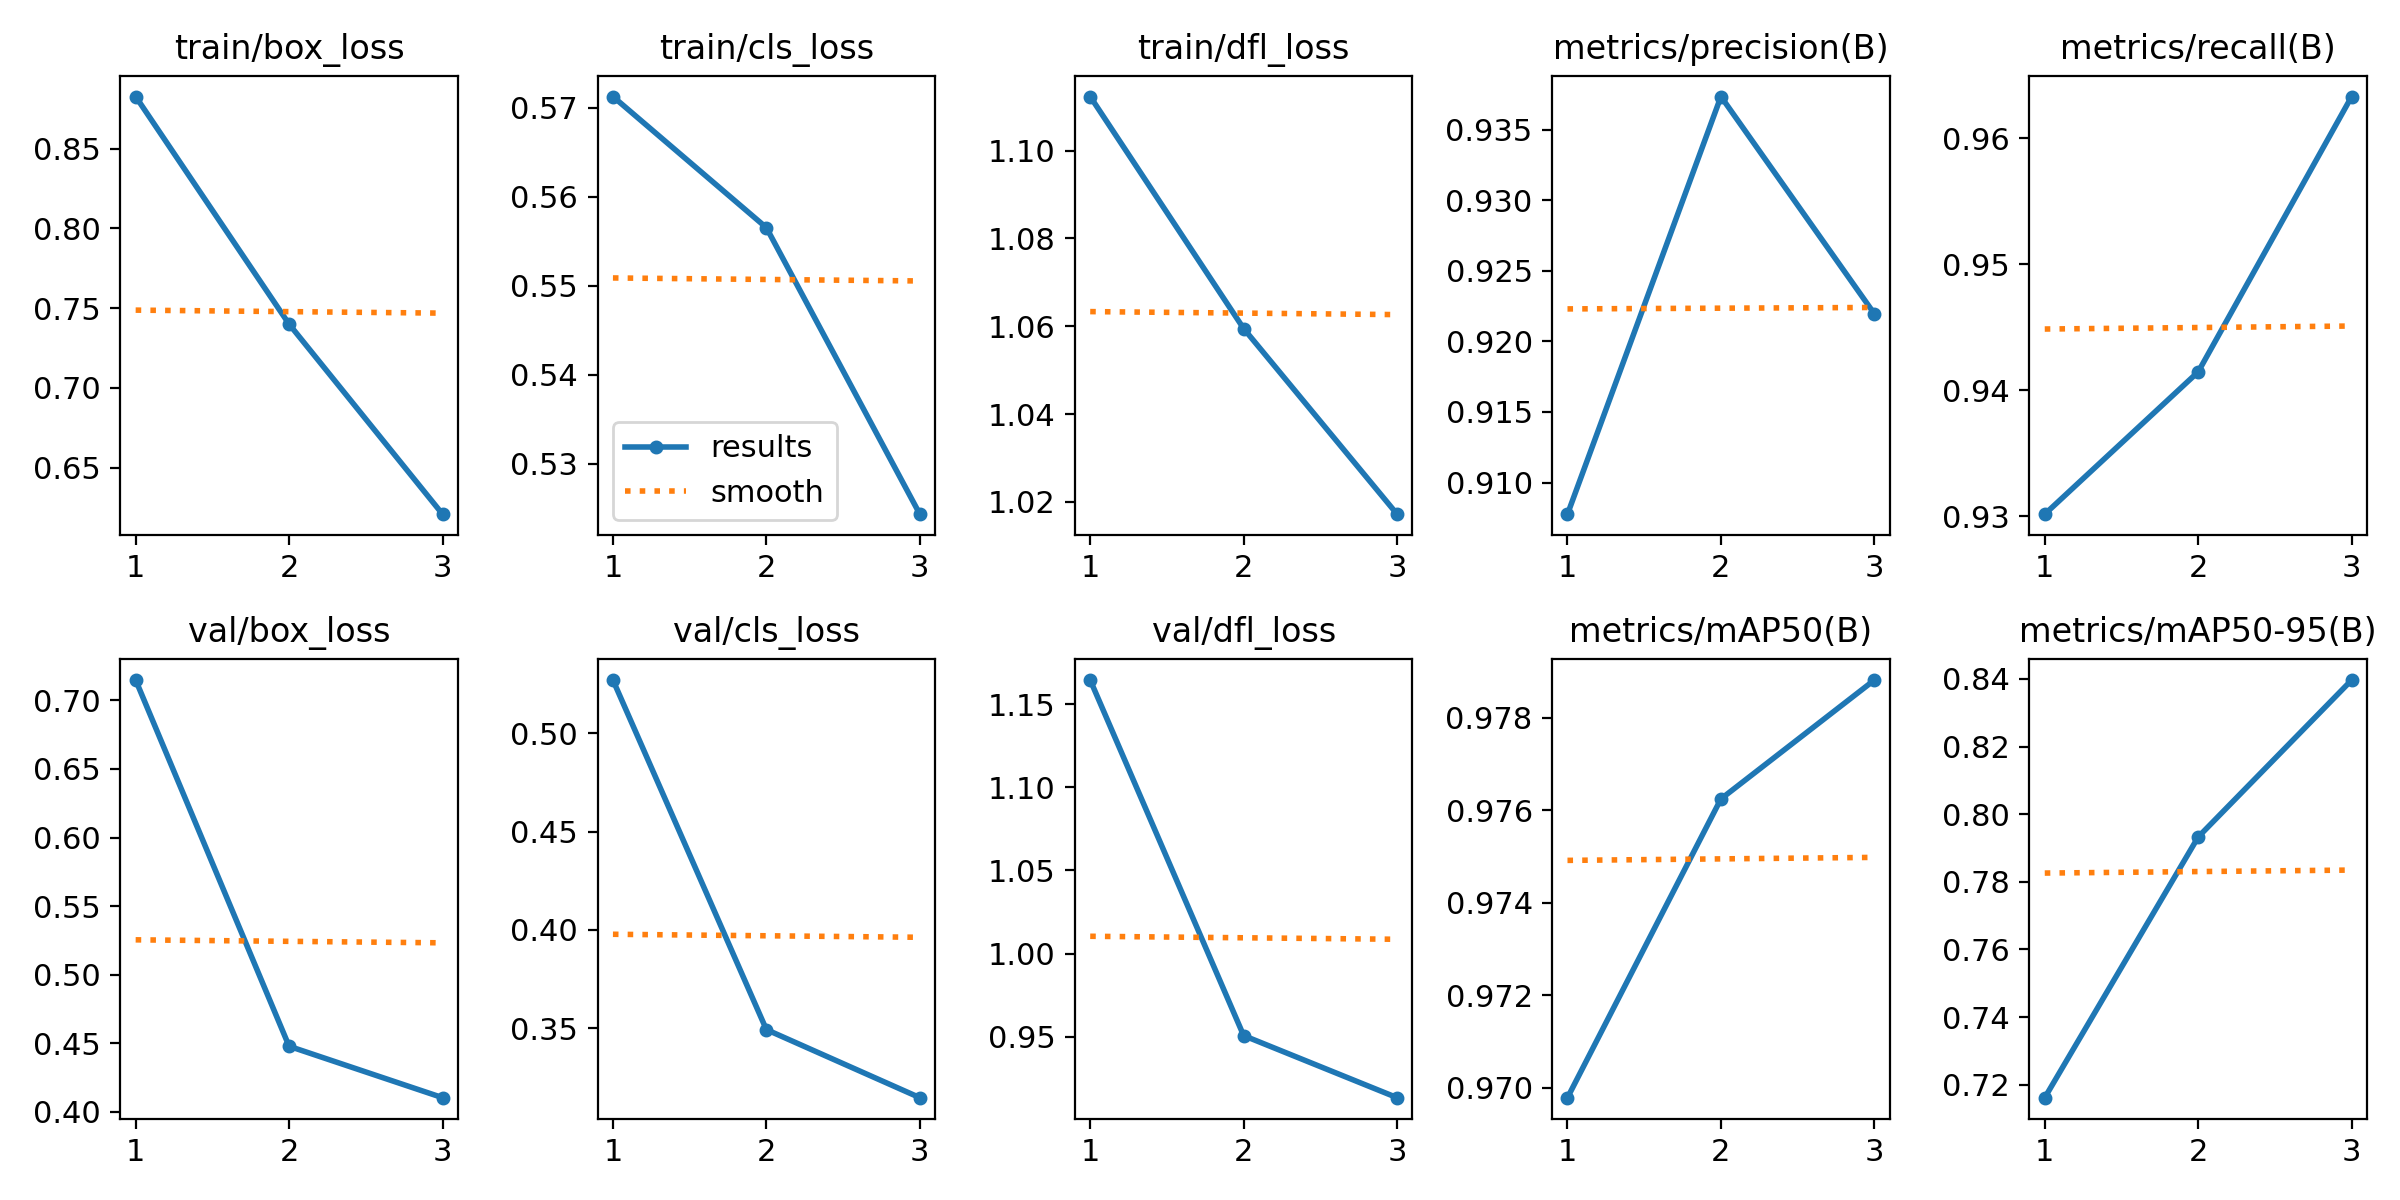 train/box_loss
0.85
0.80
0.75
0.70
0.65
1 2 3
train/cls_loss
0.57
0.56
0.55
0.54
0.53
results
smooth
1 2 3
train/dfl_loss
1.10
1.08
1.06
1.04
1.02
1 2 3
metrics/precision(B)
0.935
0.930
0.925
0.920
0.915
0.910
1 2 3
metrics/recall(B)
0.96
0.95
0.94
0.93
1 2 3
val/box_loss
0.70
0.65
0.60
0.55
0.50
0.45
0.40
1 2 3
val/cls_loss
0.50
0.45
0.40
0.35
1 2 3
val/dfl_loss
1.15
1.10
1.05
1.00
0.95
1 2 3
metrics/mAP50(B)
0.978
0.976
0.974
0.972
0.970
1 2 3
metrics/mAP50-95(B)
0.84
0.82
0.80
0.78
0.76
0.74
0.72
1 2 3